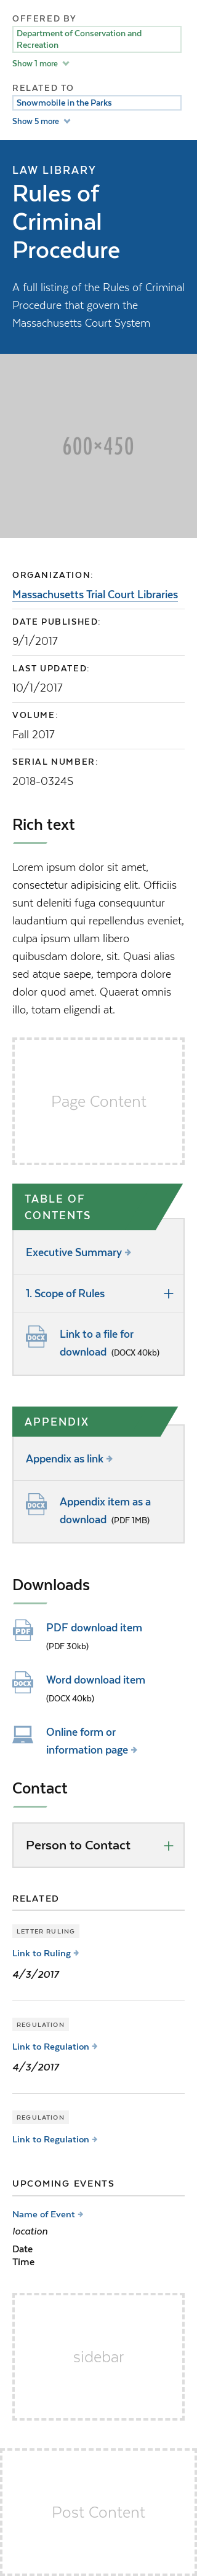 OFFERED BY
Department of Conservation and
Recreation
Show 1 more
RELATED TO
Snowmobile in the Parks
Show 5 more
LAW LIBRARY
Rules of
Criminal
Procedure
A full listing of the Rules of Criminal
Procedure that govern the
Massachusetts Court System
600×450
ORGANIZATION:
Massachusetts Trial Court Libraries
DATE PUBLISHED:
9/1/2017
LAST UPDATED:
10/1/2017
VOLUME:
Fall 2017
SERIAL NUMBER:
2018-0324S
Rich text
Lorem ipsum dolor sit amet,
consectetur adipisicing elit. Officiis
sunt deleniti fuga consequuntur
laudantium qui repellendus eveniet,
culpa ipsum ullam libero
quibusdam dolore, sit. Quasi alias
sed atque saepe, tempora dolore
dolor quod amet. Quaerat omnis
illo, totam eligendi at.
Page Content
TABLE OF
CONTENTS
Executive Summary
1. Scope of Rules
DOCX
Link to a file for
download (DOCX 40kb)
APPENDIX
Appendix as link
DOCX
Appendix item as a
download (PDF 1MB)
Downloads
PDF
PDF download item
(PDF 30kb)
DOCX
Word download item
(DOCX 40kb)
Online form or
information page
Contact
Person to Contact
RELATED
LETTER RULING
Link to Ruling
4/3/2017
REGULATION
Link to Regulation
4/3/2017
REGULATION
Link to Regulation
UPCOMING EVENTS
Name of Event
location
Date
Time
sidebar
Post Content